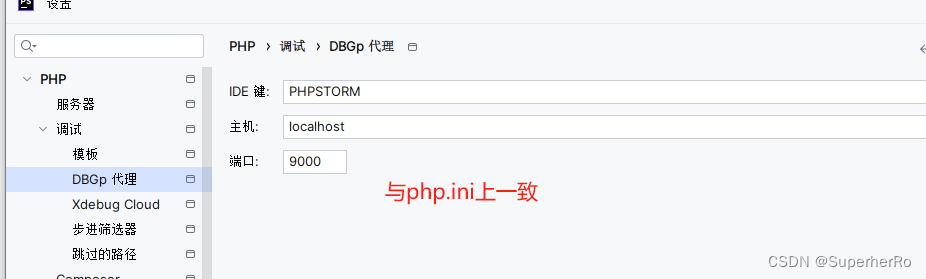 PS 设置
PHP › 调试 › DBGp 代理
PHP
服务器
调试
模板
DBGp 代理
Xdebug Cloud
步进筛选器
跳过的路径
Composer
IDE 键: PHPSTORM
主机: localhost
端口: 9000
与php.ini上一致
CSDN @SuperherRo